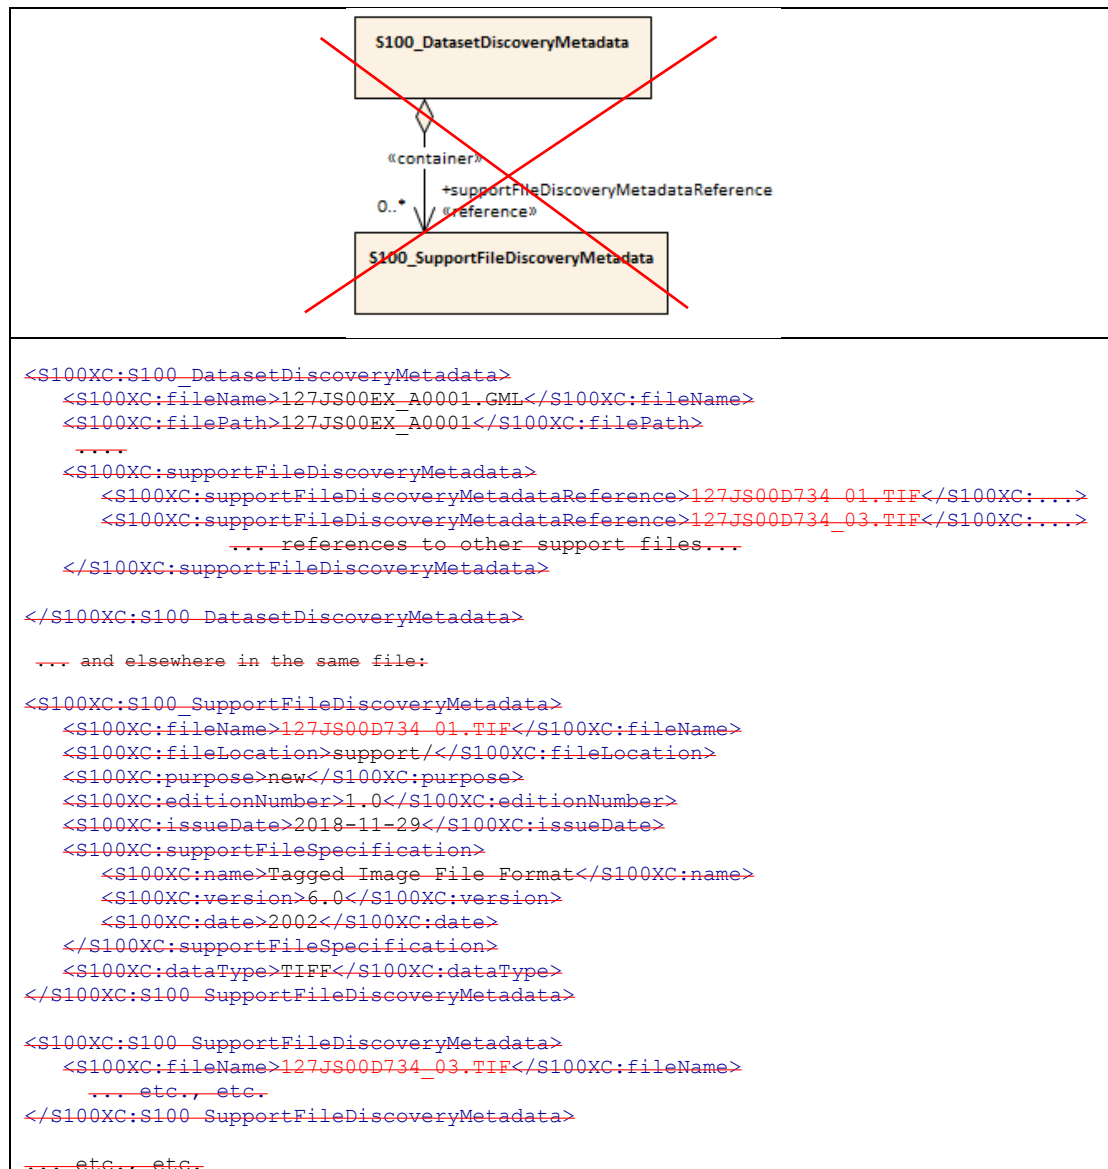 S100_DatasetDiscoveryMetadata
«container»
+supportFileDiscoveryMetadataReference
0..* «reference»
S100_SupportFileDiscoveryMetadata
<S100XC:S100_DatasetDiscoveryMetadata>
<S100XC:fileName>127JS00EX_A0001.GML</S100XC:fileName>
<S100XC:filePath>127JS00EX_A0001</S100XC:filePath>
....
<S100XC:supportFileDiscoveryMetadata>
<S100XC:supportFileDiscoveryMetadataReference>127JS00D734_01.TIF</S100XC:...>
<S100XC:supportFileDiscoveryMetadataReference>127JS00D734_03.TIF</S100XC:...>
... references to other support files...
</S100XC:supportFileDiscoveryMetadata>
</S100XC:S100_DatasetDiscoveryMetadata>
... and elsewhere in the same file:
<S100XC:S100_SupportFileDiscoveryMetadata>
<S100XC:fileName>127JS00D734_01.TIF</S100XC:fileName>
<S100XC:fileLocation>support/</S100XC:fileLocation>
<S100XC:purpose>new</S100XC:purpose>
<S100XC:editionNumber>1.0</S100XC:editionNumber>
<S100XC:issueDate>2018-11-29</S100XC:issueDate>
<S100XC:supportFileSpecification>
<S100XC:name>Tagged Image File Format</S100XC:name>
<S100XC:version>6.0</S100XC:version>
<S100XC:date>2002</S100XC:date>
</S100XC:supportFileSpecification>
<S100XC:dataType>TIFF</S100XC:dataType>
</S100XC:S100_SupportFileDiscoveryMetadata>
<S100XC:S100_SupportFileDiscoveryMetadata>
<S100XC:fileName>127JS00D734_03.TIF</S100XC:fileName>
... etc., etc.
</S100XC:S100_SupportFileDiscoveryMetadata>
... etc., etc.